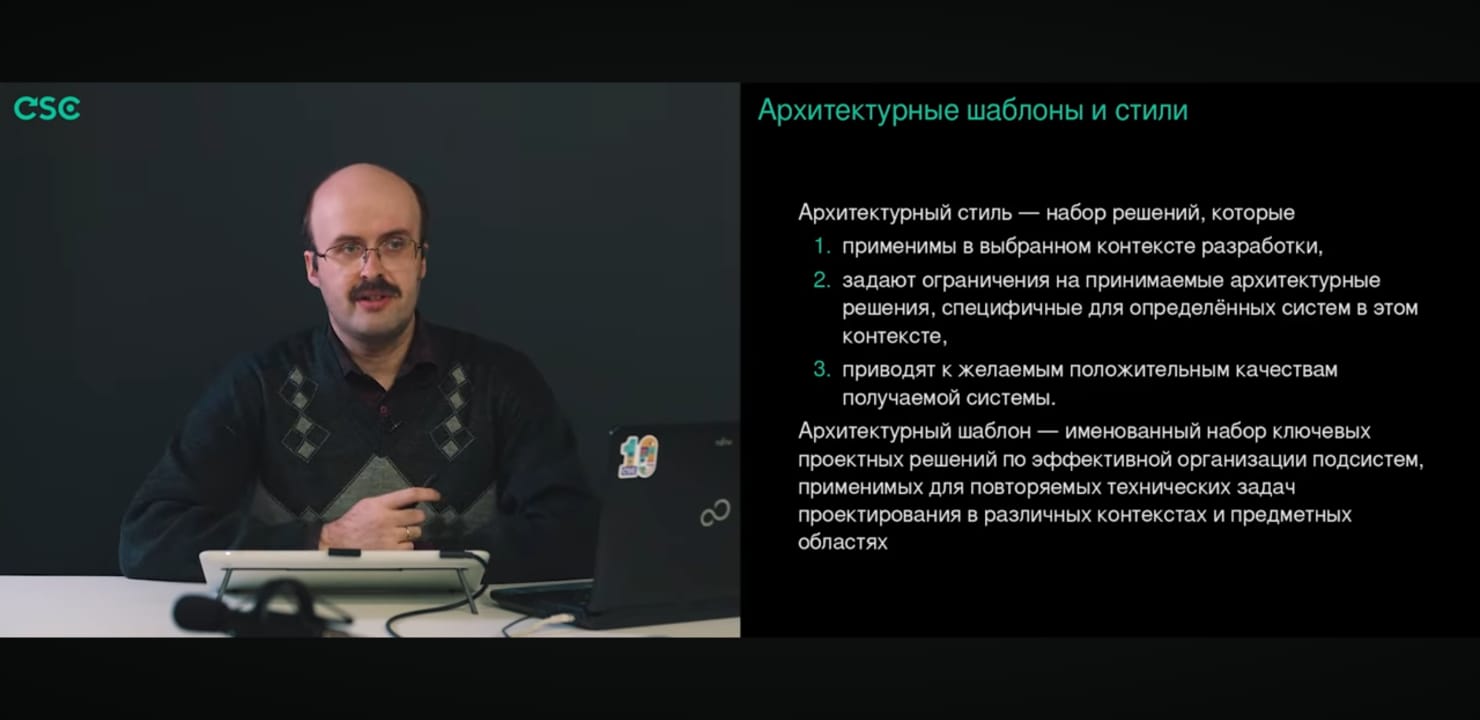 CSC
Архитектурные шаблоны и стили
Архитектурный стиль — набор решений, которые
1. применимы в выбранном контексте разработки,
2. задают ограничения на принимаемые архитектурные
решения, специфичные для определённых систем в этом
контексте,
3. приводят к желаемым положительным качествам
получаемой системы.
Архитектурный шаблон — именованный набор ключевых
проектных решений по эффективной организации подсистем,
применимых для повторяемых технических задач
проектирования в различных контекстах и предметных
областях
19